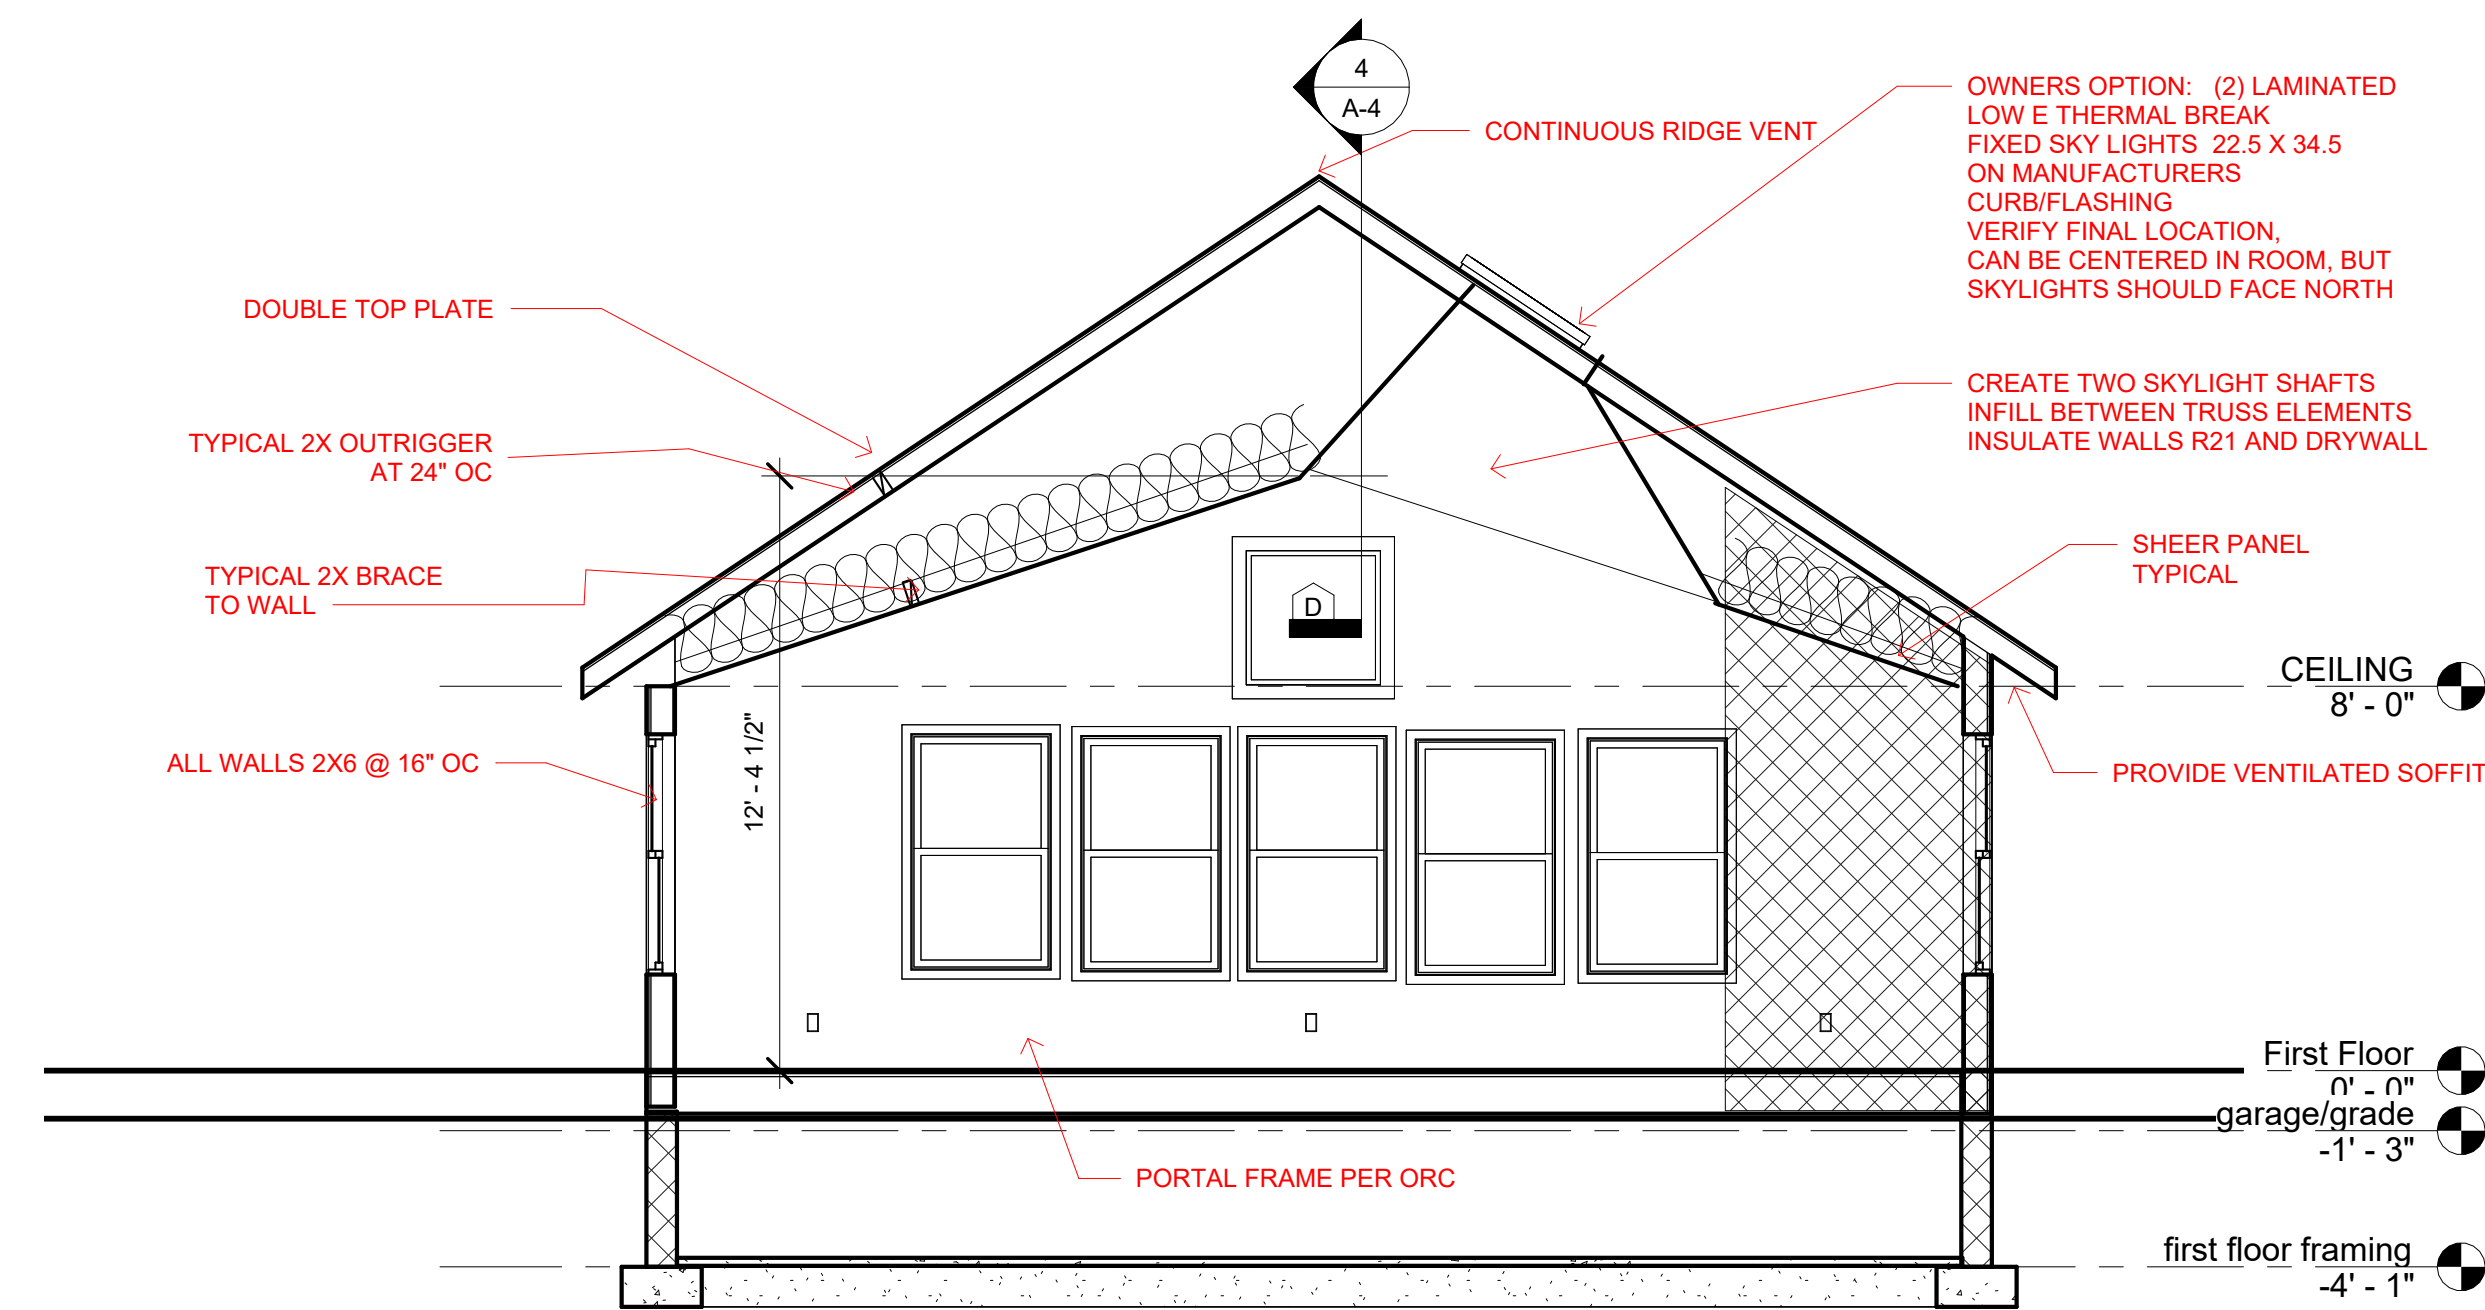 4
A-4
CONTINUOUS RIDGE VENT
OWNERS OPTION: (2) LAMINATED
LOW E THERMAL BREAK
FIXED SKY LIGHTS 22.5 X 34.5
ON MANUFACTURERS
CURB/FLASHING
VERIFY FINAL LOCATION,
CAN BE CENTERED IN ROOM, BUT
SKYLIGHTS SHOULD FACE NORTH
DOUBLE TOP PLATE
CREATE TWO SKYLIGHT SHAFTS
INFILL BETWEEN TRUSS ELEMENTS
INSULATE WALLS R21 AND DRYWALL
TYPICAL 2X OUTRIGGER
AT 24" OC
SHEER PANEL
TYPICAL
TYPICAL 2X BRACE
TO WALL
D
CEILING
8' - 0"
12' - 4 1/2"
ALL WALLS 2X6 @ 16" OC
PROVIDE VENTILATED SOFFIT
First Floor
0' - 0"
garage/grade
-1' - 3"
PORTAL FRAME PER ORC
first floor framing
-4' - 1"